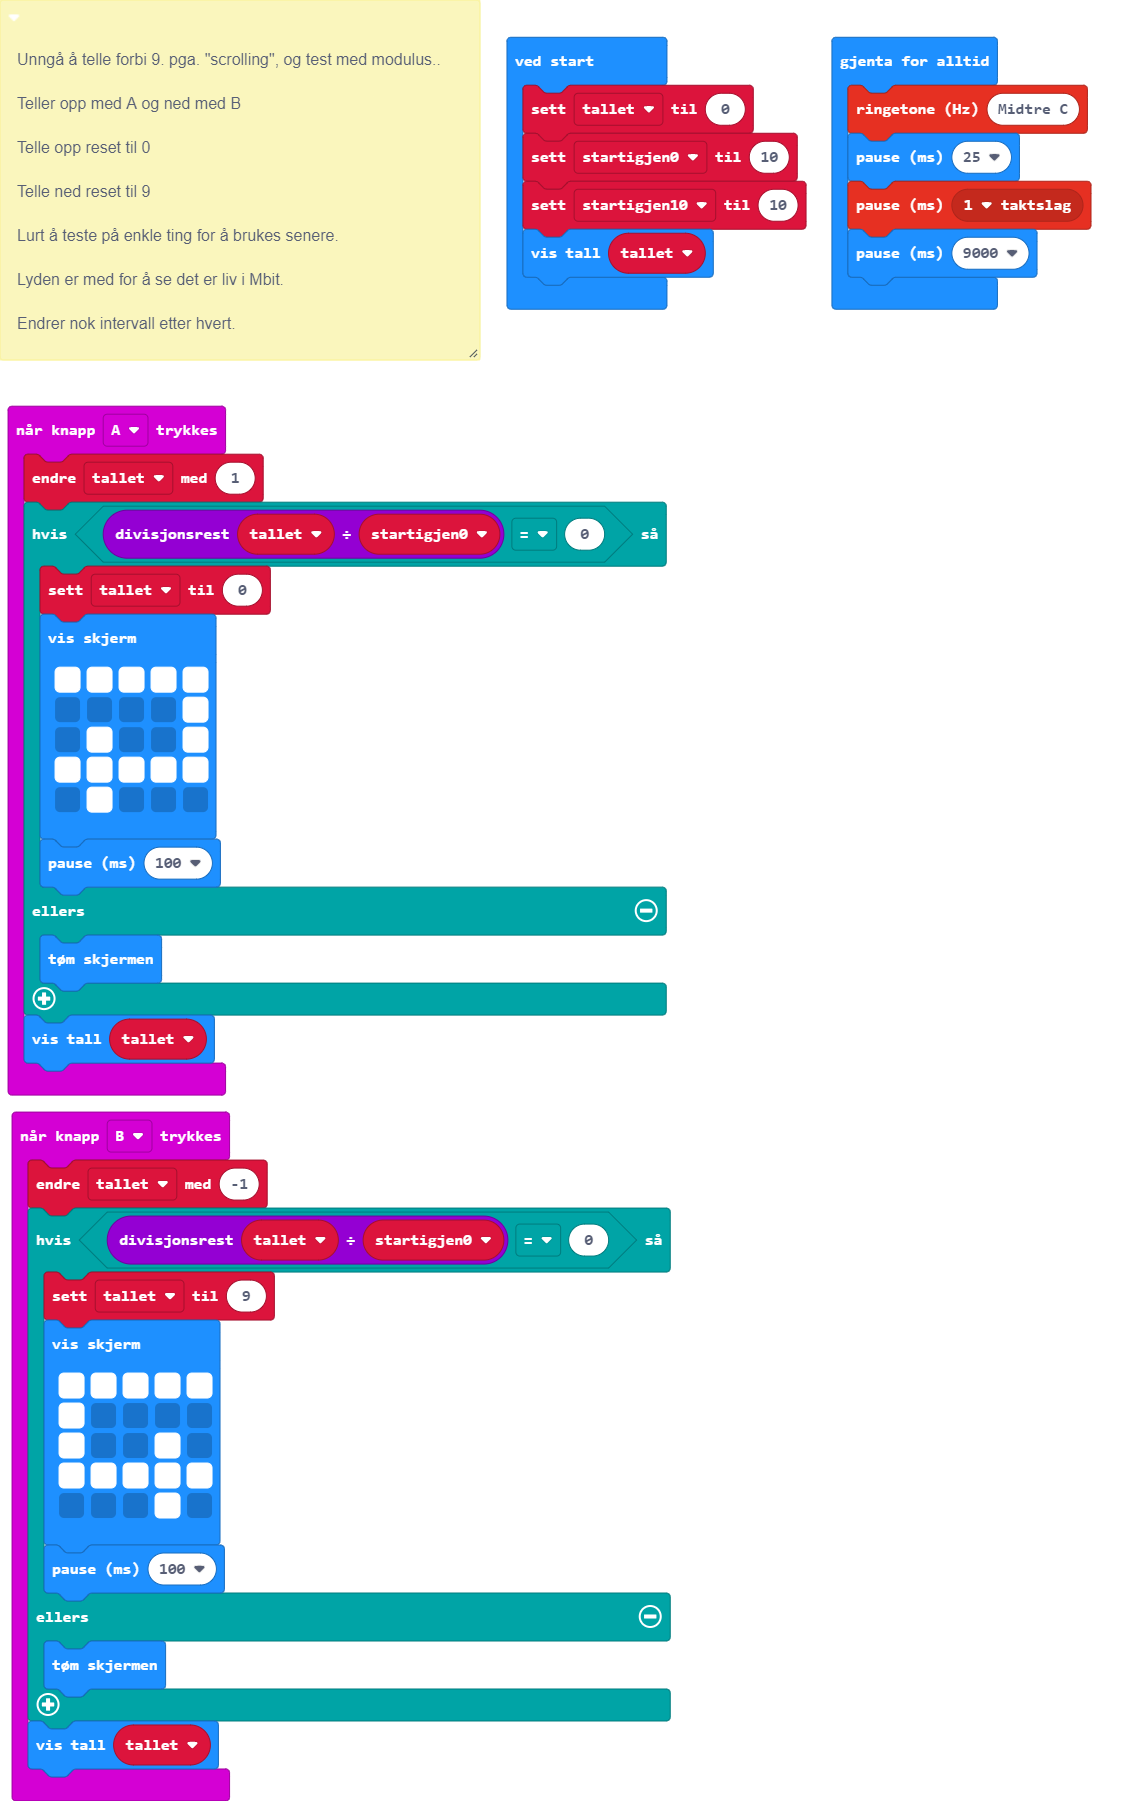 Unngå å telle forbi 9. pga. "scrolling", og test med modulus..
Teller opp med A og ned med B
Telle opp reset til 0
Telle ned reset til 9
Lurt å teste på enkle ting for å brukes senere.
Lyden er med for å se det er liv i Mbit.
Endrer nok intervall etter hvert.
ved start
sett tallet til 0
sett startigjen0 til 10
sett startigjen10 til 10
vis tall tallet
gjenta for alltid
ringetone (Hz) Midtre C
pause (ms) 25
pause (ms) 1 taktslag
pause (ms) 9000
når knapp A trykkes
endre tallet med 1
hvis divisjonsrest tallet ÷ startigjen0 = 0 så
sett tallet til 0
vis skjerm
pause (ms) 100
ellers
tøm skjermen
vis tall tallet
når knapp B trykkes
endre tallet med -1
hvis divisjonsrest tallet ÷ startigjen0 = 0 så
sett tallet til 9
vis skjerm
pause (ms) 100
ellers
tøm skjermen
vis tall tallet